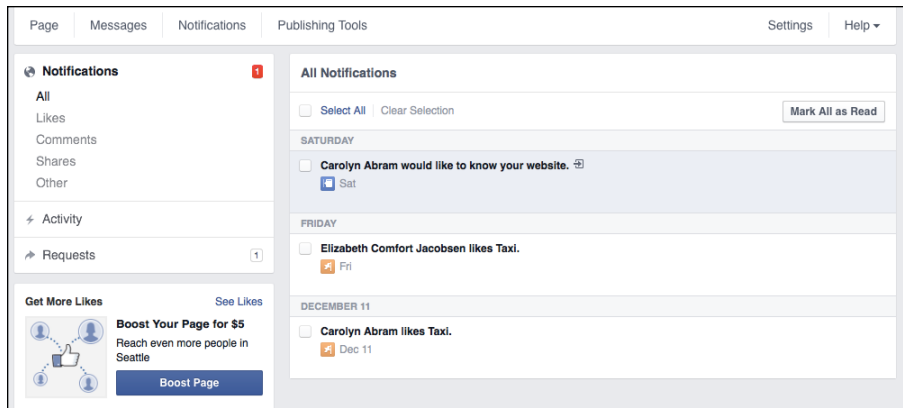 Page Messages Notifications Publishing Tools Settings Help
Notifications 1
All
Likes
Comments
Shares
Other
Activity
Requests 1
Get More Likes See Likes
Boost Your Page for $5
Reach even more people in
Seattle
Boost Page
All Notifications
Select All Clear Selection Mark All as Read
SATURDAY
Carolyn Abram would like to know your website.
Sat
FRIDAY
Elizabeth Comfort Jacobsen likes Taxi.
Fri
DECEMBER 11
Carolyn Abram likes Taxi.
Dec 11